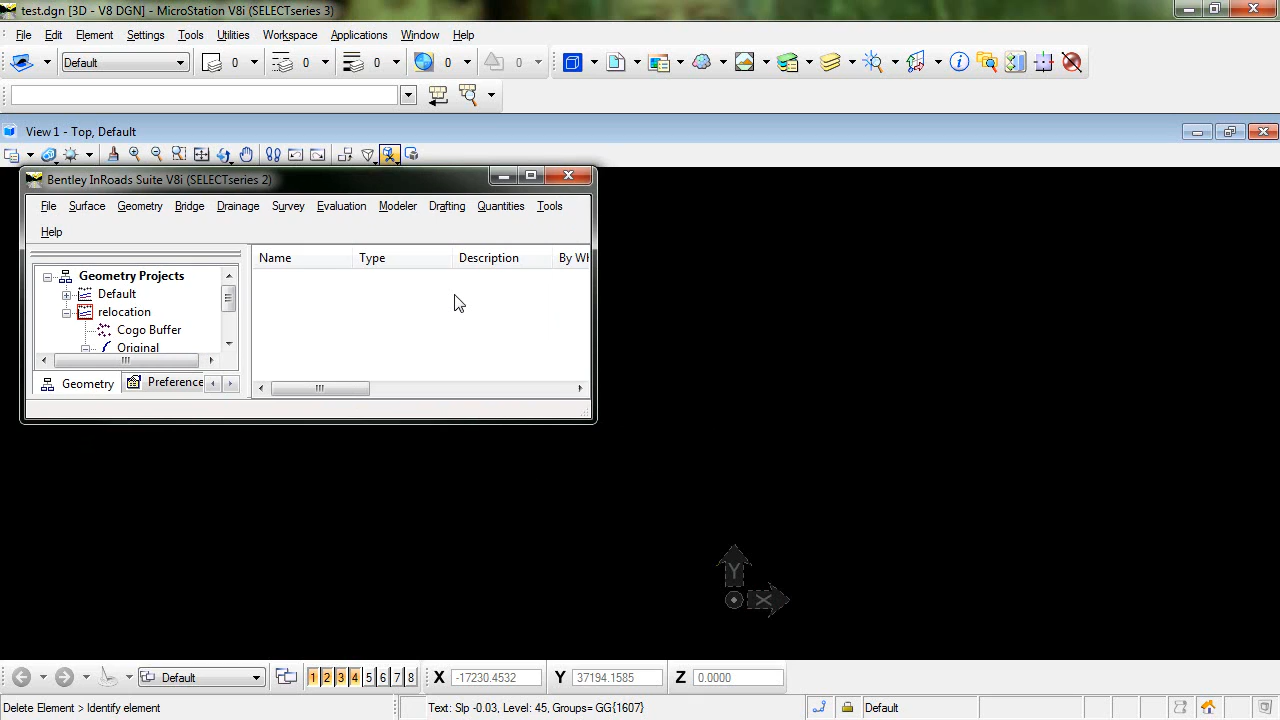 test.dgn [3D - V8 DGN] - MicroStation V8i (SELECTseries 3)
File Edit Element Settings Tools Utilities Workspace Applications Window Help
Default 0 0 0 0 0
View 1 - Top, Default
Bentley InRoads Suite V8i (SELECTseries 2)
File Surface Geometry Bridge Drainage Survey Evaluation Modeler Drafting Quantities Tools
Help
Name Type Description By Wh
Geometry Projects
Default
relocation
Cogo Buffer
Original
Geometry Preference
Y
X
Default 1 2 3 4 5 6 7 8 X -17230.4532 Y 37194.1585 Z 0.0000
Delete Element > Identify element Text: Slp -0.03, Level: 45, Groups= GG{1607} Default